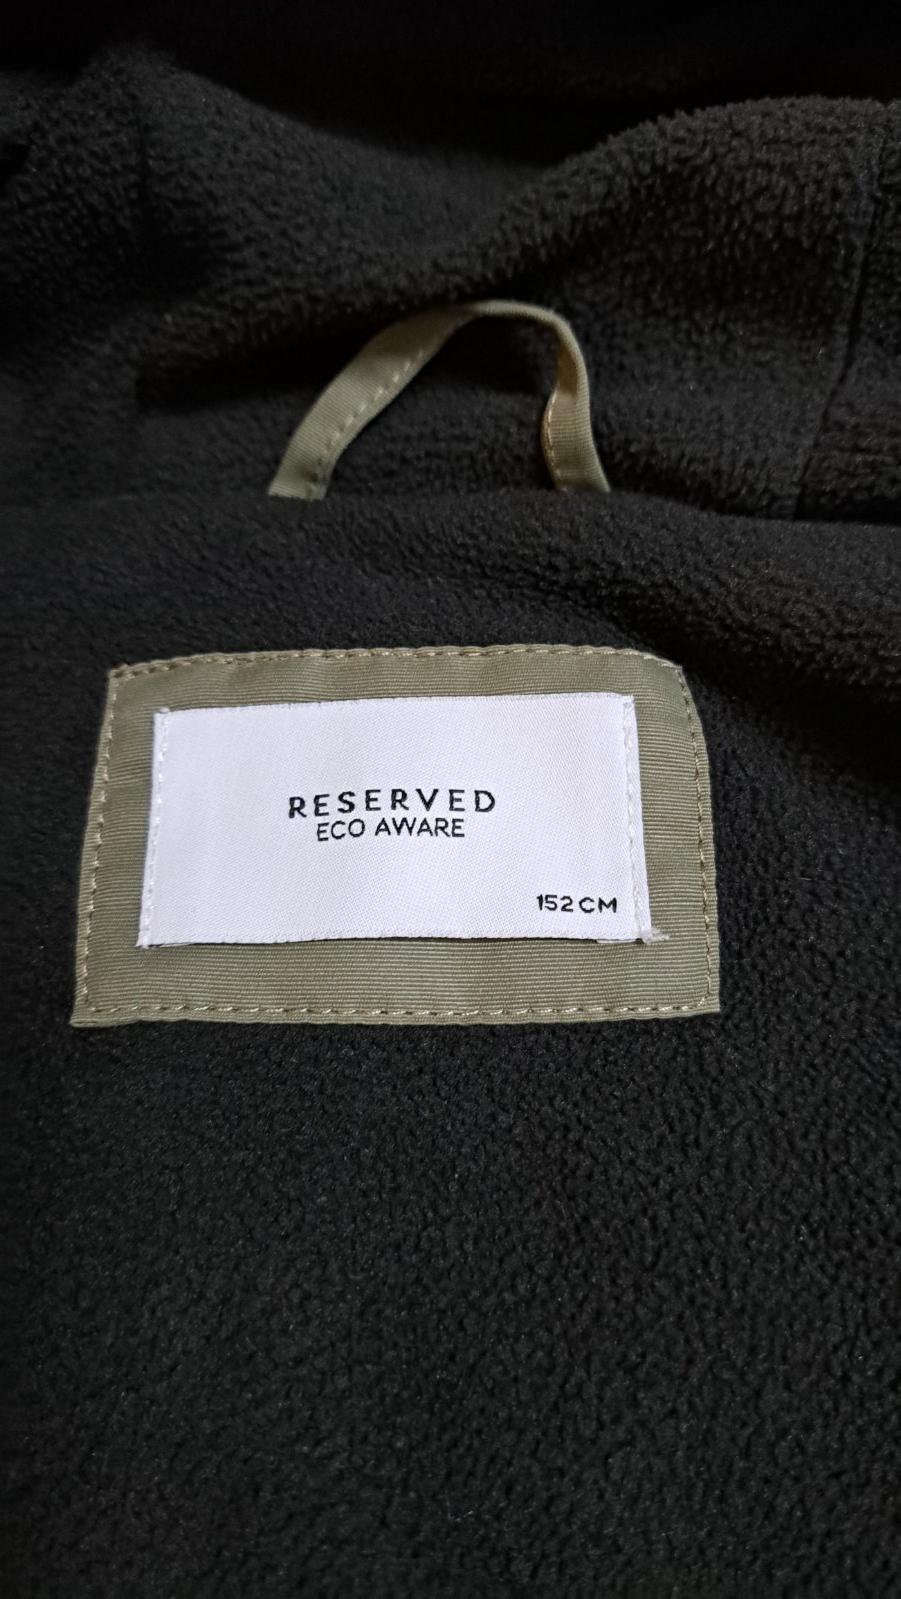 RESERVED
ECO AWARE
152 CM